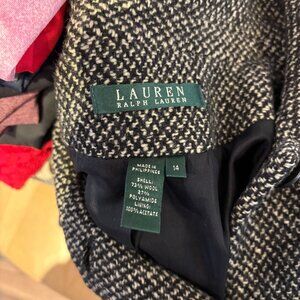 LAUREN
RALPH LAUREN
MADE IN
PHILIPPINES
14
SHELL:
73% WOOL
27%
POLYAMIDE
LINING:
100% ACETATE